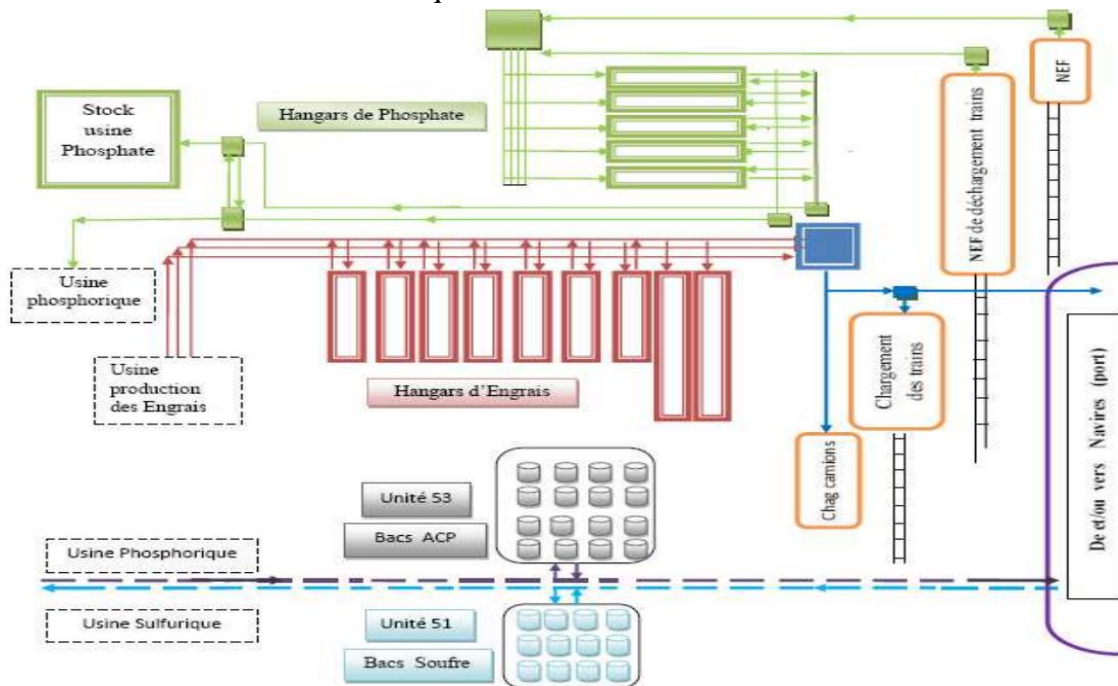 NEF
Stock
usine
Phosphate
Hangars de Phosphate
NEF de déchargement trains
Usine
phosphorique
Usine
production
des Engrais
Hangars d'Engrais
Chargement
des trains
Chag camions
De et/ou vers Navires (port)
Unité 53
Bacs ACP
Usine Phosphorique
Usine Sulfurique
Unité 51
Bacs Soufre